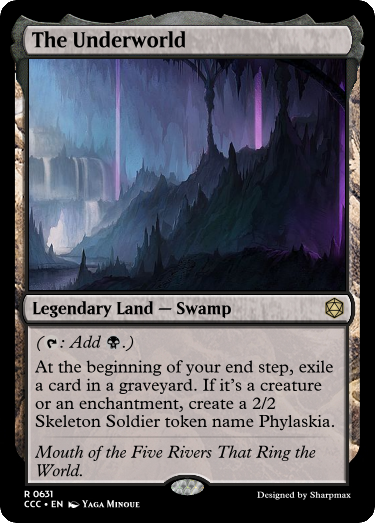 The Underworld
Legendary Land — Swamp
(: Add .)
At the beginning of your end step, exile
a card in a graveyard. If it's a creature
or an enchantment, create a 2/2
Skeleton Soldier token name Phylaskia.
Mouth of the Five Rivers That Ring the
World.
R 0631
CCC • EN Yaga Minoue
Designed by Sharpmax